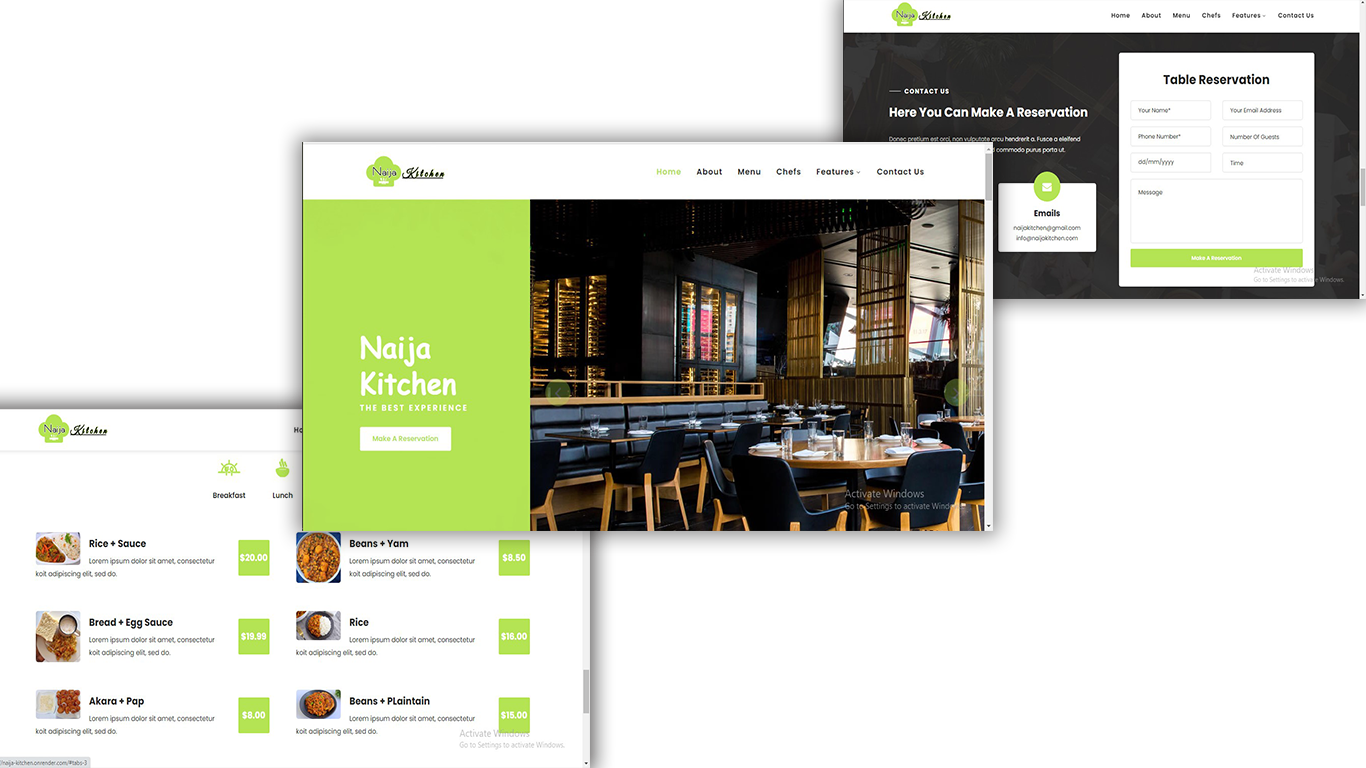 Naija Kitchen
Home About Menu Chefs Features Contact Us
CONTACT US
Here You Can Make A Reservation
Donec pretium est orci, non vulputate arcu hendrerit a. Fusce a eleifend
commodo purus porta ut.
Emails
naijakitchen@gmail.com
info@naijakitchen.com
Table Reservation
Your Name* Your Email Address
Phone Number* Number Of Guests
dd/mm/yyyy Time
Message
Make A Reservation
Activate Windows
Go to Settings to activate Windows.
Naija Kitchen
Home About Menu Chefs Features Contact Us
Naija
Kitchen
THE BEST EXPERIENCE
Make A Reservation
Activate Windows
Go to Settings to activate Windows.
Naija Kitchen
Breakfast Lunch
Rice + Sauce
Lorem ipsum dolor sit amet, consectetur
koit adipiscing elit, sed do.
$20.00
Beans + Yam
Lorem ipsum dolor sit amet, consectetur
koit adipiscing elit, sed do.
$8.50
Bread + Egg Sauce
Lorem ipsum dolor sit amet, consectetur
koit adipiscing elit, sed do.
$19.99
Rice
Lorem ipsum dolor sit amet, consectetur
koit adipiscing elit, sed do.
$16.00
Akara + Pap
Lorem ipsum dolor sit amet, consectetur
koit adipiscing elit, sed do.
$8.00
Beans + PLaintain
Lorem ipsum dolor sit amet, consectetur
koit adipiscing elit, sed do.
$15.00
Activate Windows
Go to Settings to activate Windows.
/naija-kitchen.onrender.com/#tabs-3